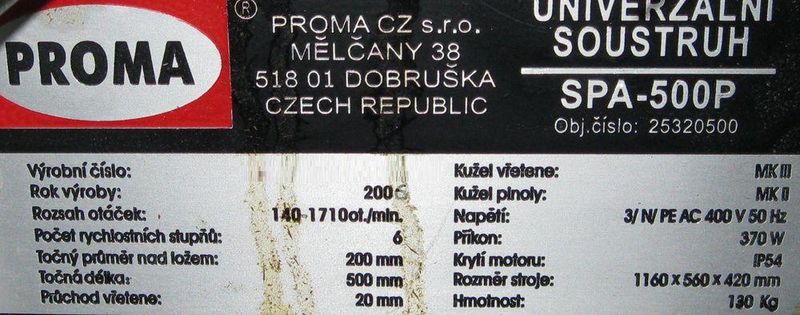 PROMA
®
PROMA CZ s.r.o.
MĚLČANY 38
518 01 DOBRUŠKA
CZECH REPUBLIC
UNIVERZÁLNÍ
SOUSTRUH
SPA-500P
Obj.číslo: 25320500
Výrobní číslo:
Rok výroby: 2006
Rozsah otáček: 140-1710ot./min.
Počet rychlostních stupňů: 6
Točný průměr nad ložem: 200 mm
Točná délka: 500 mm
Průchod vřetene: 20 mm
Kužel vřetene: MK III
Kužel pinoly: MK II
Napětí: 3/ N/ PE AC 400 V 50 Hz
Příkon: 370 W
Krytí motoru: IP54
Rozměr stroje: 1160 x 560 x 420 mm
Hmotnost: 130 Kg